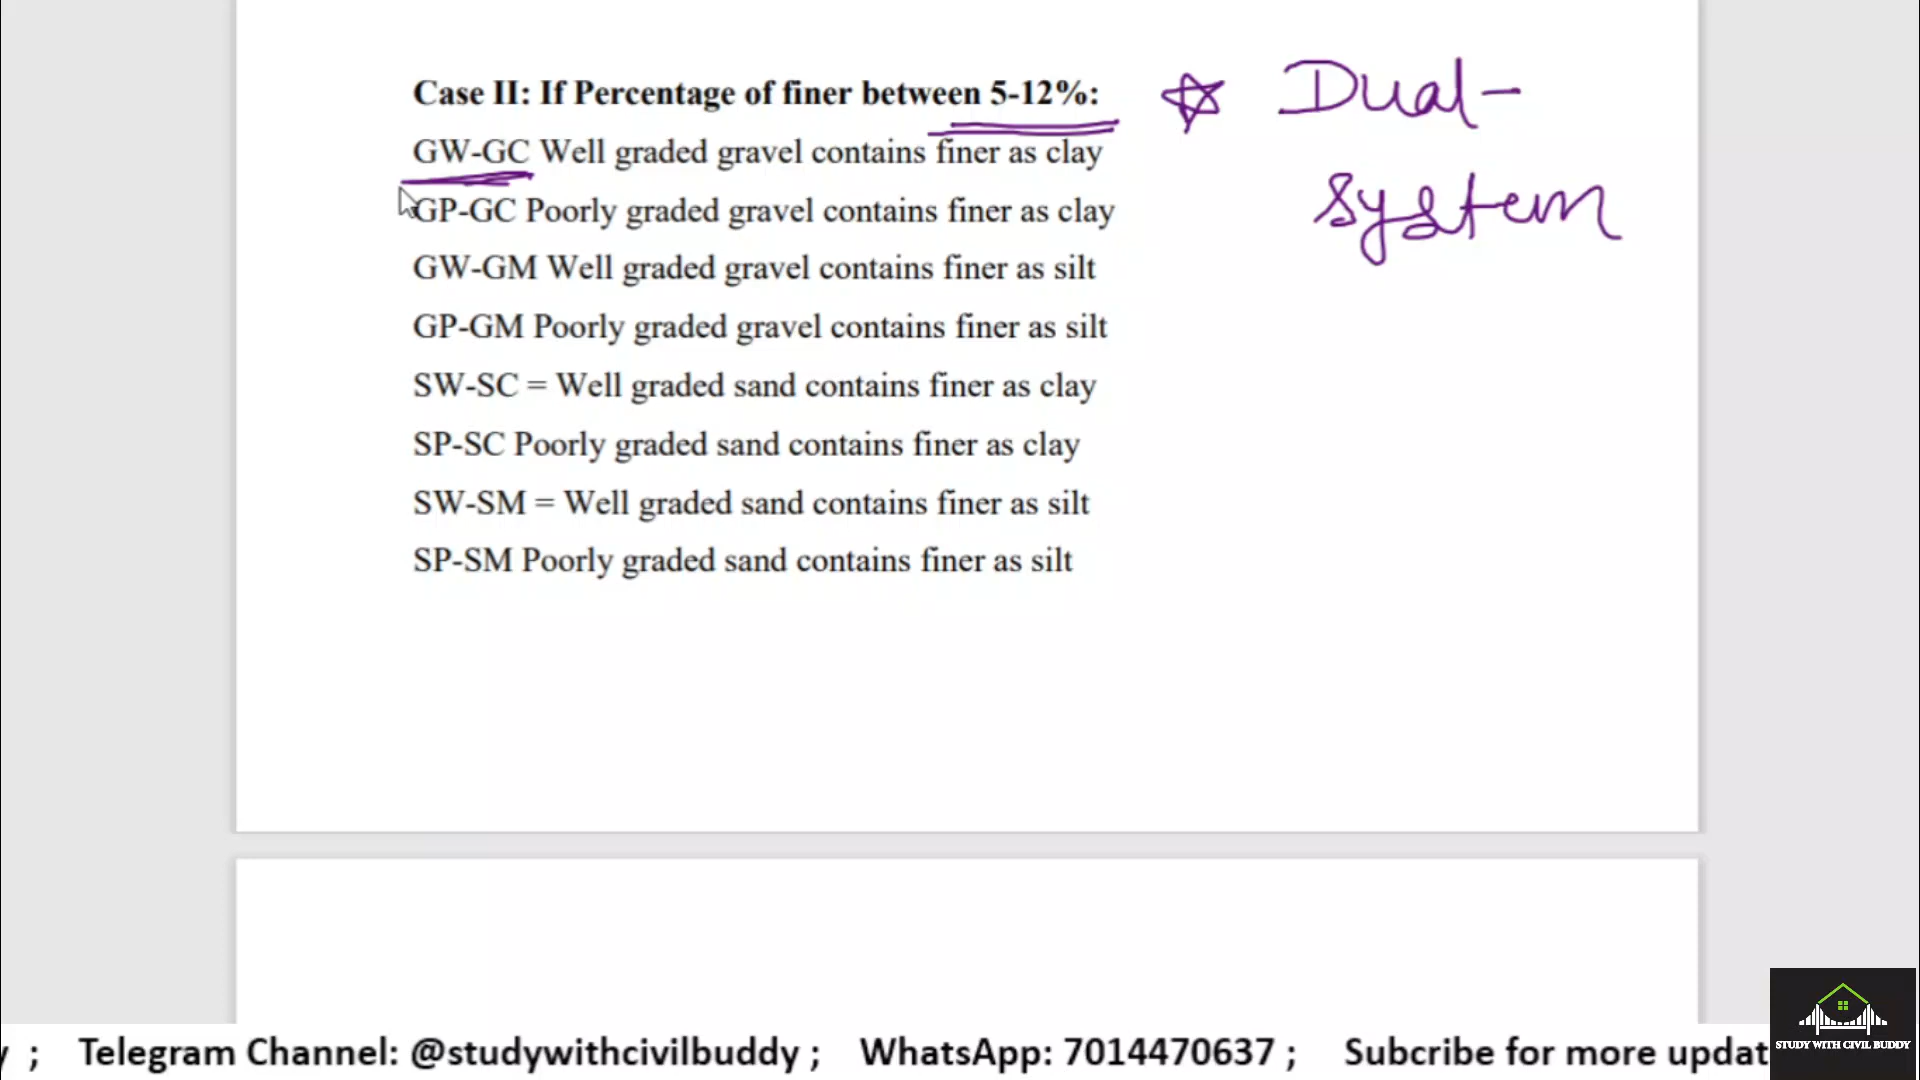 Case II: If Percentage of finer between 5-12%:
Dual-
System
GW-GC Well graded gravel contains finer as clay
GP-GC Poorly graded gravel contains finer as clay
GW-GM Well graded gravel contains finer as silt
GP-GM Poorly graded gravel contains finer as silt
SW-SC = Well graded sand contains finer as clay
SP-SC Poorly graded sand contains finer as clay
SW-SM = Well graded sand contains finer as silt
SP-SM Poorly graded sand contains finer as silt
; Telegram Channel: @studywithcivilbuddy ; WhatsApp: 7014470637 ; Subcribe for more updat
STUDY WITH CIVIL BUDDY